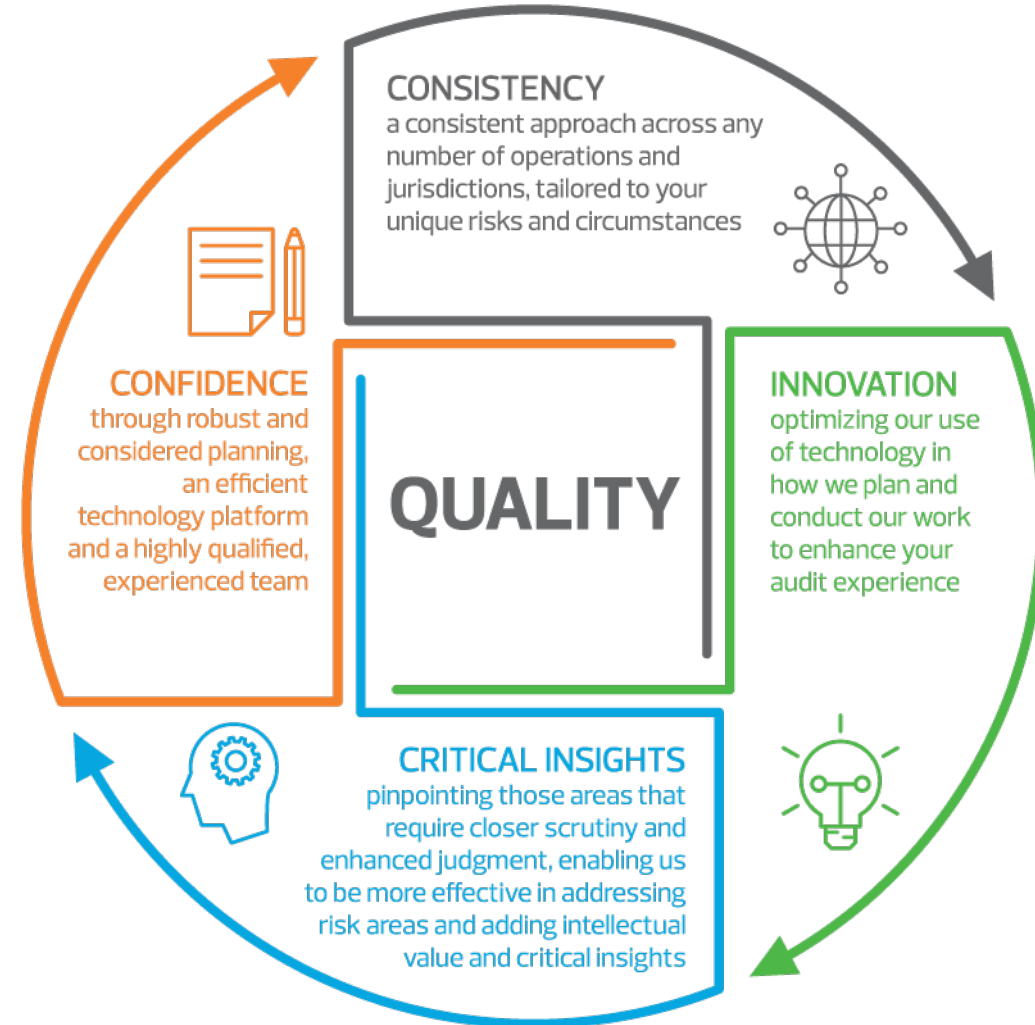 CONSISTENCY
a consistent approach across any
number of operations and
jurisdictions, tailored to your
unique risks and circumstances
INNOVATION
optimizing our use
of technology in
how we plan and
conduct our work
to enhance your
audit experience
CRITICAL INSIGHTS
pinpointing those areas that
require closer scrutiny and
enhanced judgment, enabling us
to be more effective in addressing
risk areas and adding intellectual
value and critical insights
CONFIDENCE
through robust and
considered planning,
an efficient
technology platform
and a highly qualified,
experienced team
QUALITY